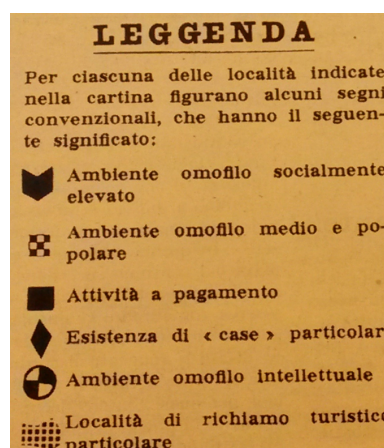 LEGGENDA
Per ciascuna delle località indicate
nella cartina figurano alcuni segni
convenzionali, che hanno il seguen-
te significato:
Ambiente omofilo socialmente
elevato
Ambiente omofilo medio e po-
polare
Attività a pagamento
Esistenza di « case » particolar
Ambiente omofilo intellettuale
Località di richiamo turistico
particolare